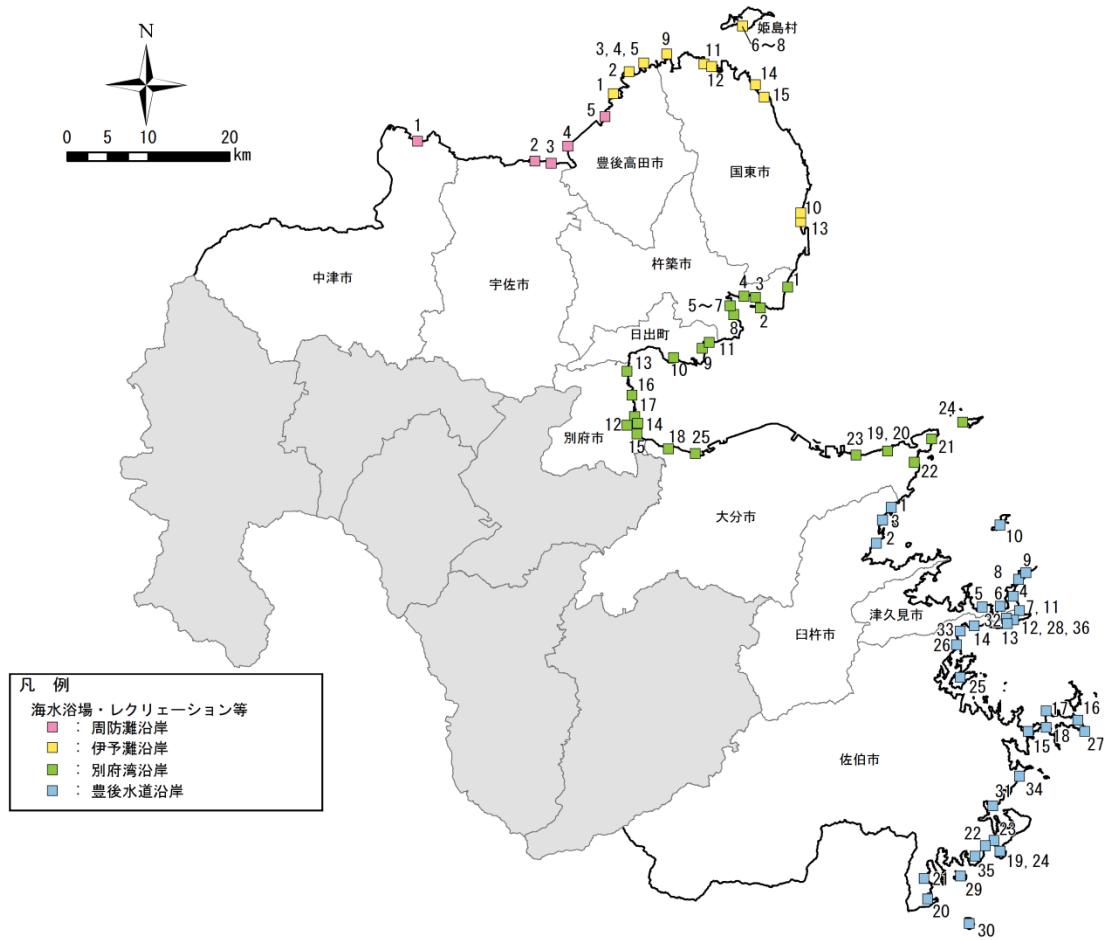 N
0 5 10 20
km
姫島村
6～8
3, 4, 5
9
11
12
2
1
14
15
5
1
4
2 3
豊後高田市
国東市
10
13
中津市
宇佐市
杵築市
4 3
1
2
5～7
8
日出町
11
9
10
13
16
17
12
14
15
別府市
18 25
24
23 19, 20
21
22
大分市
1
3
2
10
9
8
4
6
5
7, 11
津久見市
32
12, 28, 36
13
14
33
26
臼杵市
25
17
16
18
15
27
佐伯市
34
31
23
22
19, 24
35
21
29
20
30
凡 例
海水浴場・レクリェーション等
： 周防灘沿岸
： 伊予灘沿岸
： 別府湾沿岸
： 豊後水道沿岸